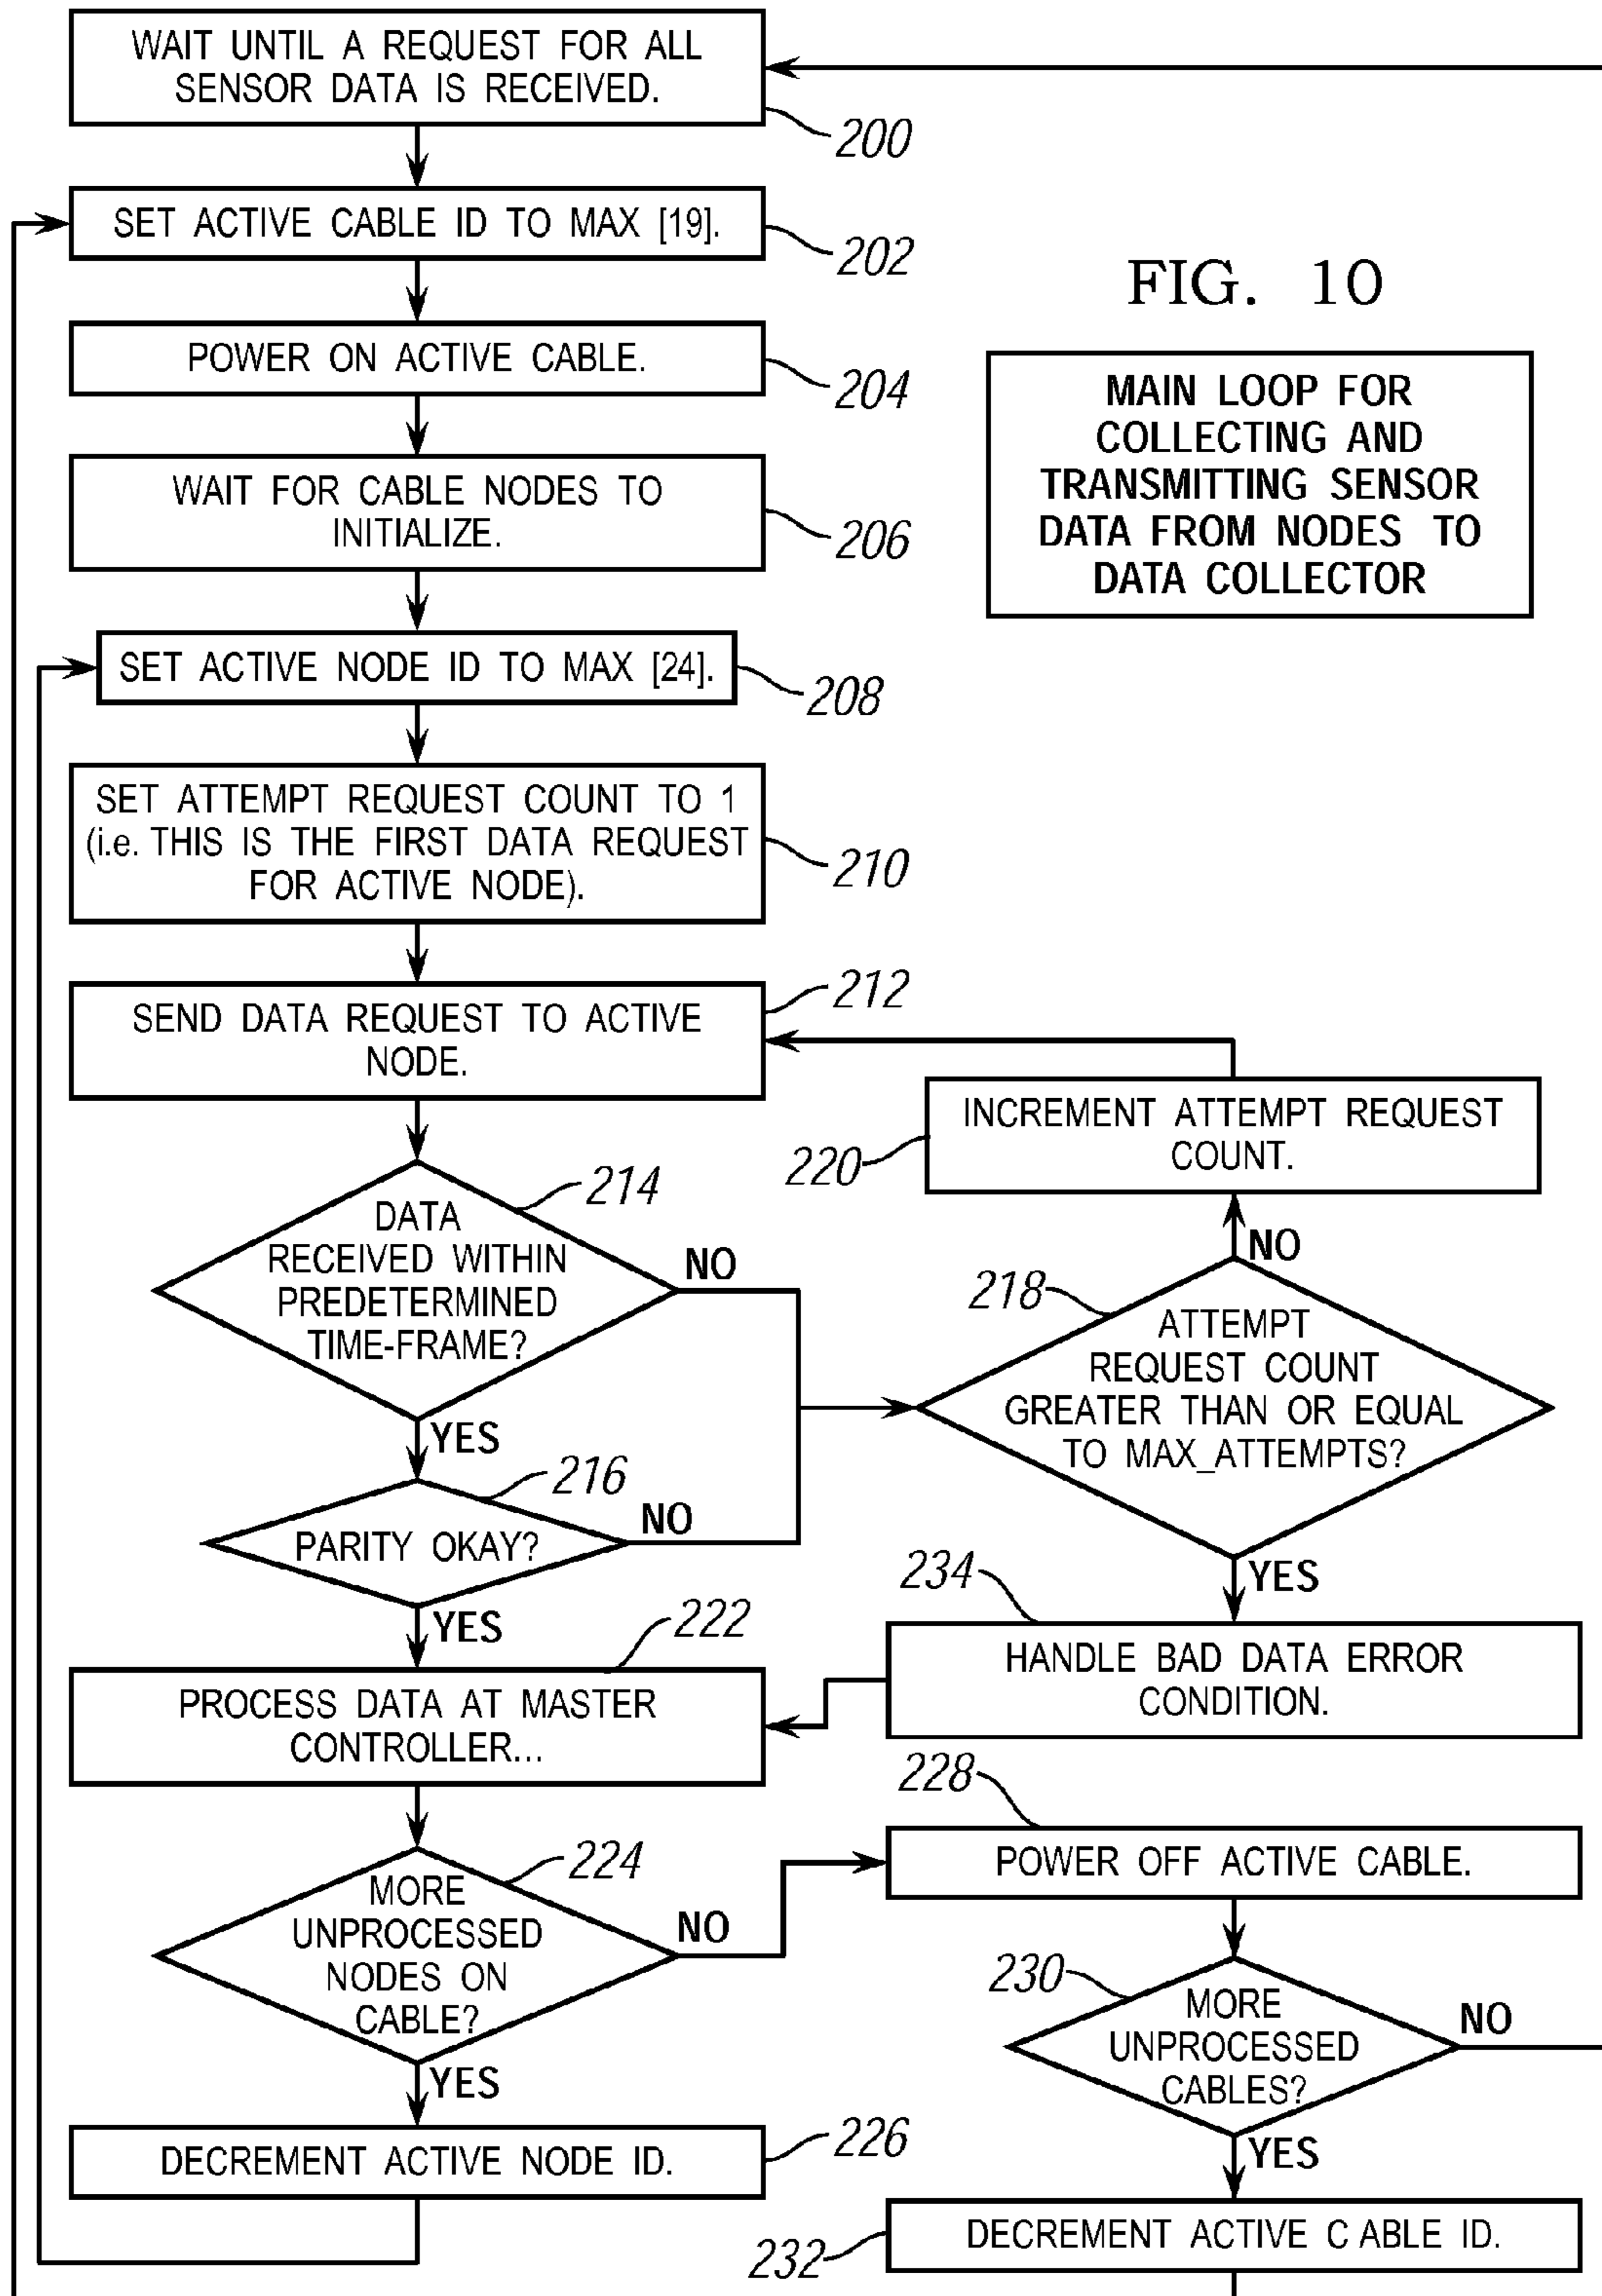 WAIT UNTIL A REQUEST FOR ALL
SENSOR DATA IS RECEIVED.
200
SET ACTIVE CABLE ID TO MAX [19].
202
FIG. 10
POWER ON ACTIVE CABLE.
204
MAIN LOOP FOR
COLLECTING AND
TRANSMITTING SENSOR
DATA FROM NODES TO
DATA COLLECTOR
WAIT FOR CABLE NODES TO
INITIALIZE.
206
SET ACTIVE NODE ID TO MAX [24].
208
SET ATTEMPT REQUEST COUNT TO 1
(i.e. THIS IS THE FIRST DATA REQUEST
FOR ACTIVE NODE).
210
SEND DATA REQUEST TO ACTIVE
NODE.
212
INCREMENT ATTEMPT REQUEST
COUNT.
220
DATA
RECEIVED WITHIN
PREDETERMINED
TIME-FRAME?
214
NO
YES
NO
218
ATTEMPT
REQUEST COUNT
GREATER THAN OR EQUAL
TO MAX_ATTEMPTS?
YES
216
PARITY OKAY?
NO
YES
234
HANDLE BAD DATA ERROR
CONDITION.
222
PROCESS DATA AT MASTER
CONTROLLER...
228
POWER OFF ACTIVE CABLE.
224
MORE
UNPROCESSED
NODES ON
CABLE?
NO
YES
230
MORE
UNPROCESSED
CABLES?
NO
YES
DECREMENT ACTIVE NODE ID.
226
DECREMENT ACTIVE C ABLE ID.
232